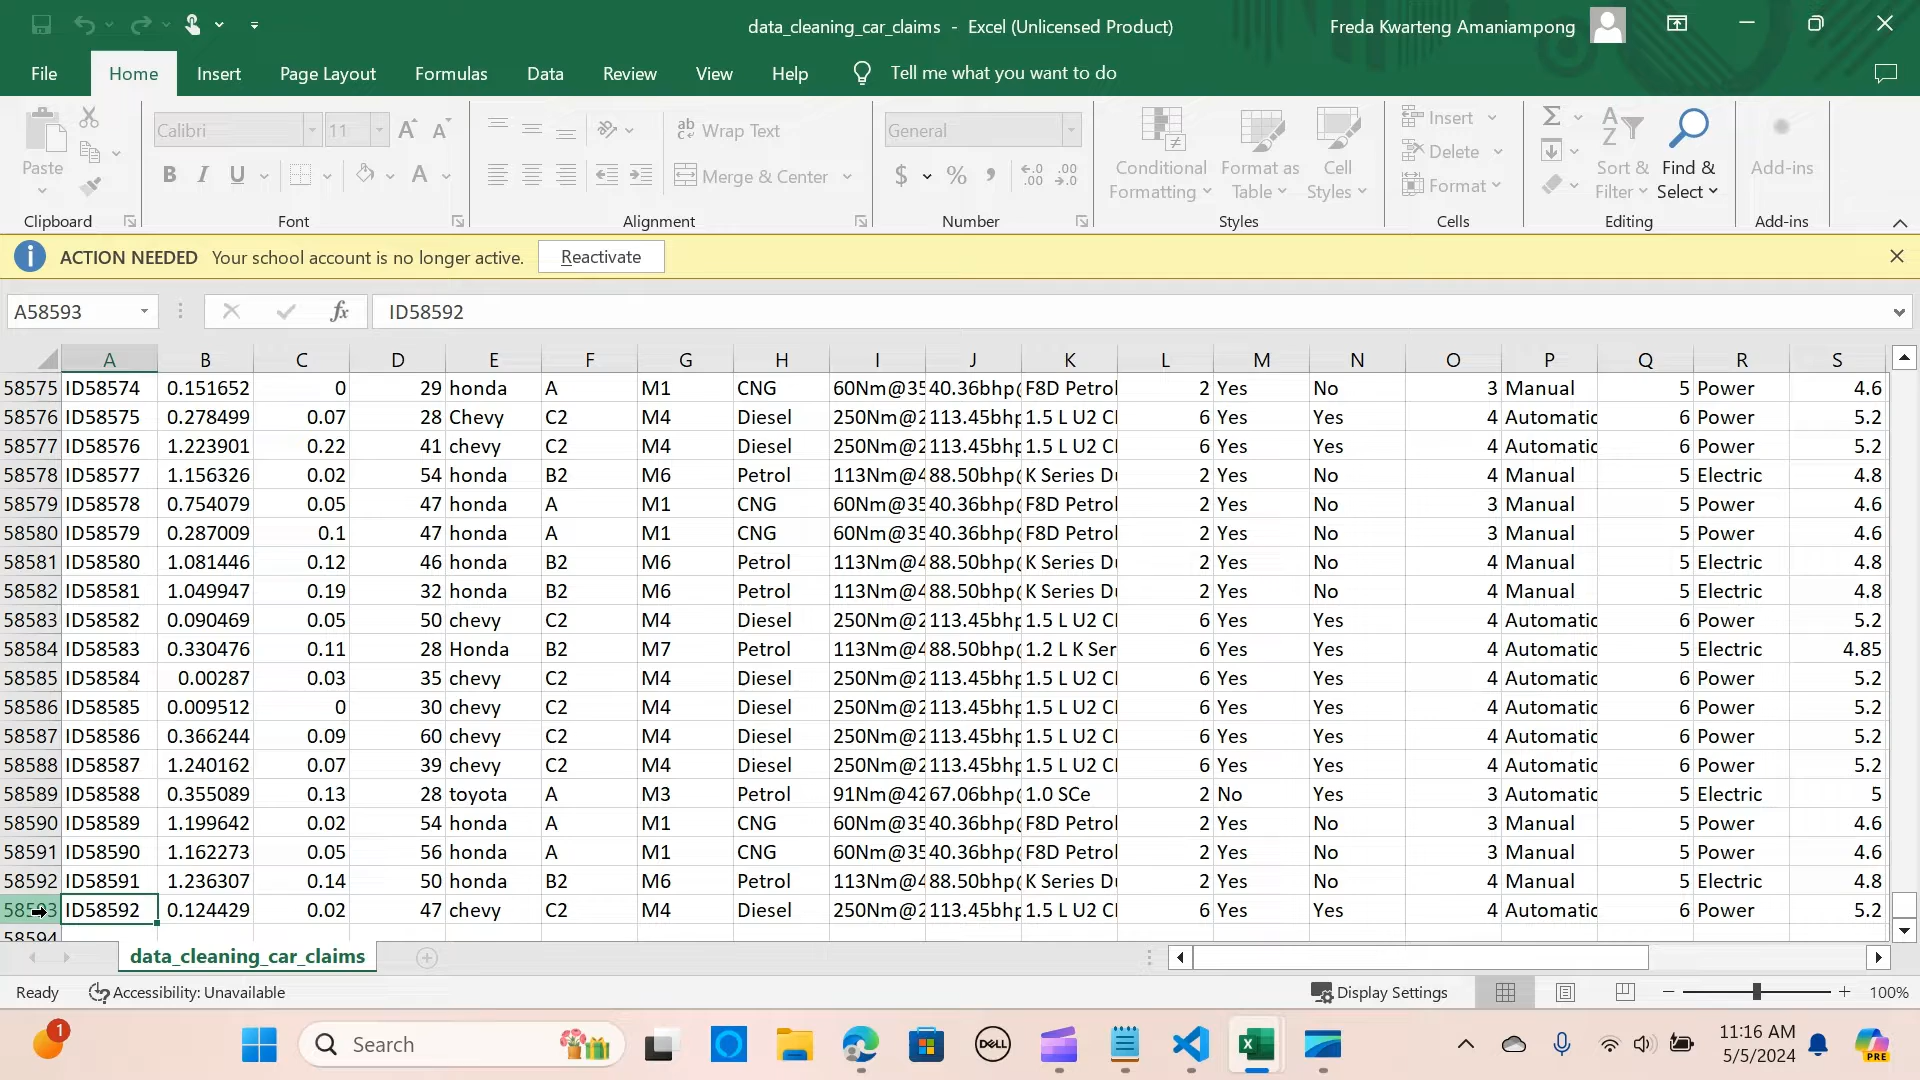 data_cleaning_car_claims - Excel (Unlicensed Product)
Freda Kwarteng Amaniampong
File Home Insert Page Layout Formulas Data Review View Help Tell me what you want to do
Paste
Clipboard
Calibri 11
A A
B I U A
Font
ab Wrap Text
Merge & Center
Alignment
General
$ % , .00 .00
Number
Conditional Formatting
Format as Table
Cell Styles
Styles
Insert
Delete
Format
Cells
Sort & Filter
Find & Select
Editing
Add-ins
Add-ins
ACTION NEEDED Your school account is no longer active. Reactivate
A58593 fx ID58592
A B C D E F G H I J K L M N O P Q R S
58575 ID58574 0.151652 0 29 honda A M1 CNG 60Nm@35 40.36bhp@ F8D Petrol 2 Yes No 3 Manual 5 Power 4.6
58576 ID58575 0.278499 0.07 28 Chevy C2 M4 Diesel 250Nm@2 113.45bhp 1.5 L U2 C 6 Yes Yes 4 Automatic 6 Power 5.2
58577 ID58576 1.223901 0.22 41 chevy C2 M4 Diesel 250Nm@2 113.45bhp 1.5 L U2 C 6 Yes Yes 4 Automatic 6 Power 5.2
58578 ID58577 1.156326 0.02 54 honda B2 M6 Petrol 113Nm@4 88.50bhp@ K Series Du 2 Yes No 4 Manual 5 Electric 4.8
58579 ID58578 0.754079 0.05 47 honda A M1 CNG 60Nm@35 40.36bhp@ F8D Petrol 2 Yes No 3 Manual 5 Power 4.6
58580 ID58579 0.287009 0.1 47 honda A M1 CNG 60Nm@35 40.36bhp@ F8D Petrol 2 Yes No 3 Manual 5 Power 4.6
58581 ID58580 1.081446 0.12 46 honda B2 M6 Petrol 113Nm@4 88.50bhp@ K Series Du 2 Yes No 4 Manual 5 Electric 4.8
58582 ID58581 1.049947 0.19 32 honda B2 M6 Petrol 113Nm@4 88.50bhp@ K Series Du 2 Yes No 4 Manual 5 Electric 4.8
58583 ID58582 0.090469 0.05 50 chevy C2 M4 Diesel 250Nm@2 113.45bhp 1.5 L U2 C 6 Yes Yes 4 Automatic 6 Power 5.2
58584 ID58583 0.330476 0.11 28 Honda B2 M7 Petrol 113Nm@4 88.50bhp@ 1.2 L K Ser 2 Yes Yes 4 Automatic 5 Electric 4.85
58585 ID58584 0.00287 0.03 35 chevy C2 M4 Diesel 250Nm@2 113.45bhp 1.5 L U2 C 6 Yes Yes 4 Automatic 6 Power 5.2
58586 ID58585 0.009512 0 30 chevy C2 M4 Diesel 250Nm@2 113.45bhp 1.5 L U2 C 6 Yes Yes 4 Automatic 6 Power 5.2
58587 ID58586 0.366244 0.09 60 chevy C2 M4 Diesel 250Nm@2 113.45bhp 1.5 L U2 C 6 Yes Yes 4 Automatic 6 Power 5.2
58588 ID58587 1.240162 0.07 39 chevy C2 M4 Diesel 250Nm@2 113.45bhp 1.5 L U2 C 6 Yes Yes 4 Automatic 6 Power 5.2
58589 ID58588 0.355089 0.13 28 toyota A M3 Petrol 91Nm@42 67.06bhp@ 1.0 SCe 2 No Yes 3 Automatic 5 Electric 5
58590 ID58589 1.199642 0.02 54 honda A M1 CNG 60Nm@35 40.36bhp@ F8D Petrol 2 Yes No 3 Manual 5 Power 4.6
58591 ID58590 1.162273 0.05 56 honda A M1 CNG 60Nm@35 40.36bhp@ F8D Petrol 2 Yes No 3 Manual 5 Power 4.6
58592 ID58591 1.236307 0.14 50 honda B2 M6 Petrol 113Nm@4 88.50bhp@ K Series Du 2 Yes No 4 Manual 5 Electric 4.8
58593 ID58592 0.124429 0.02 47 chevy C2 M4 Diesel 250Nm@2 113.45bhp 1.5 L U2 C 6 Yes Yes 4 Automatic 6 Power 5.2
58594
data_cleaning_car_claims
Ready Accessibility: Unavailable Display Settings 100%
1 Search DELL 11:16 AM
5/5/2024 PRE